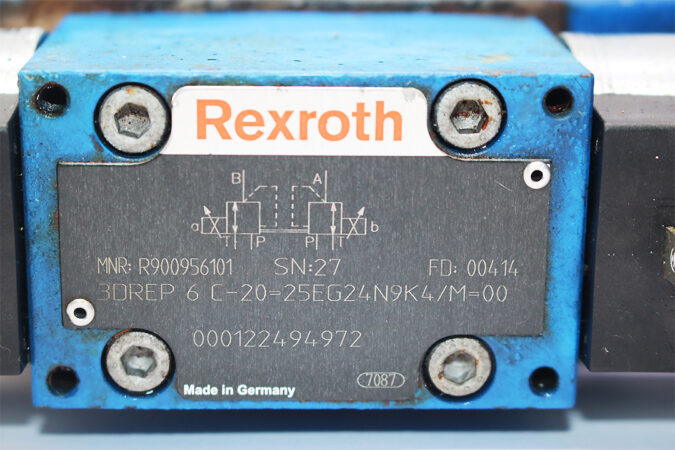 Rexroth
B A
a b
T P P T
MNR: R900956101 SN:27 FD: 00414
3DREP 6 C-20=25EG24N9K4/M=00
000122494972
Made in Germany 7087